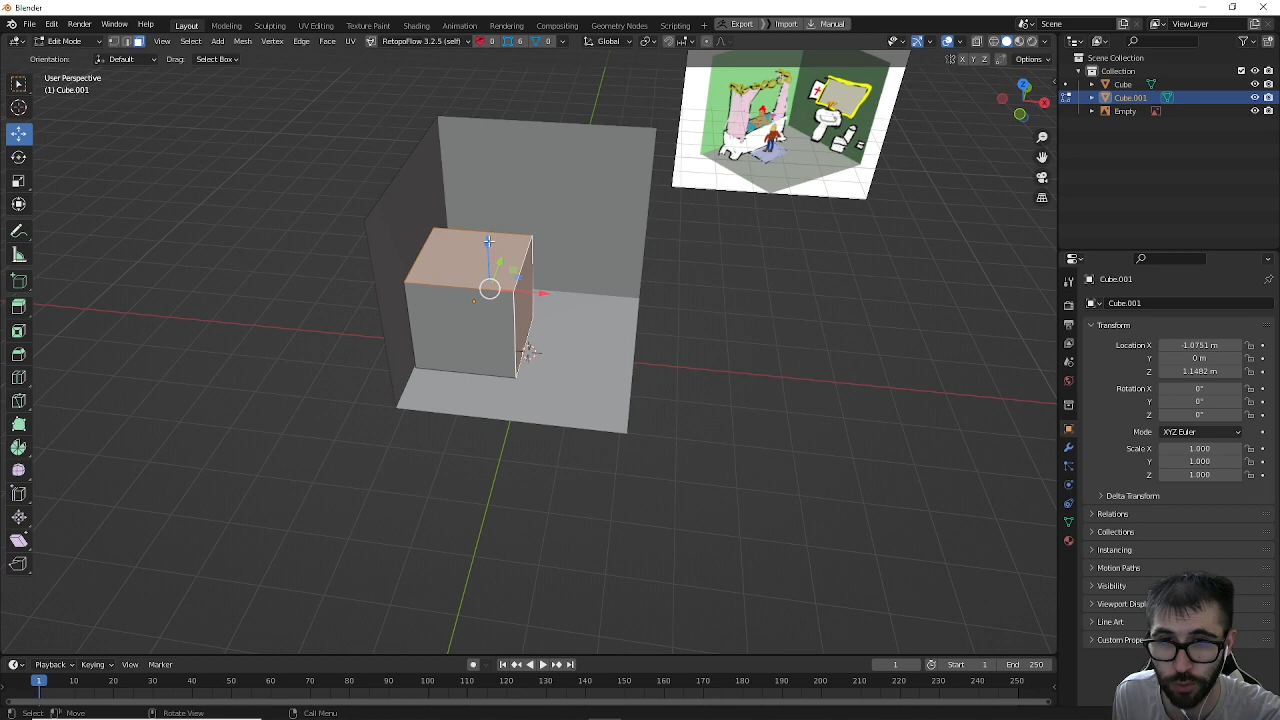 Blender
File Edit Render Window Help Layout Modeling Sculpting UV Editing Texture Paint Shading Animation Rendering Compositing Geometry Nodes Scripting + Export Import Manual Scene ViewLayer
Edit Mode View Select Add Mesh Vertex Edge Face UV RetopoFlow 3.2.5 (self) 0 6 0 Global
Orientation: Default Drag: Select Box X Y Z Options
User Perspective
(1) Cube.001
Z
X
Scene Collection
Collection
Cube
Cube.001
Empty
Cube.001
Cube.001
Transform
Location X -1.0751 m
Y 0 m
Z 1.1482 m
Rotation X 0°
Y 0°
Z 0°
Mode XYZ Euler
Scale X 1.000
Y 1.000
Z 1.000
Delta Transform
Relations
Collections
Instancing
Motion Paths
Visibility
Viewport Displ
Line Art
Custom Prope
Playback Keying View Marker 1 Start 1 End 250
1 10 20 30 40 50 60 70 80 90 100 110 120 130 140 150 160 170 180 190 200 210 220 230 240 250
Select Move Rotate View Call Menu